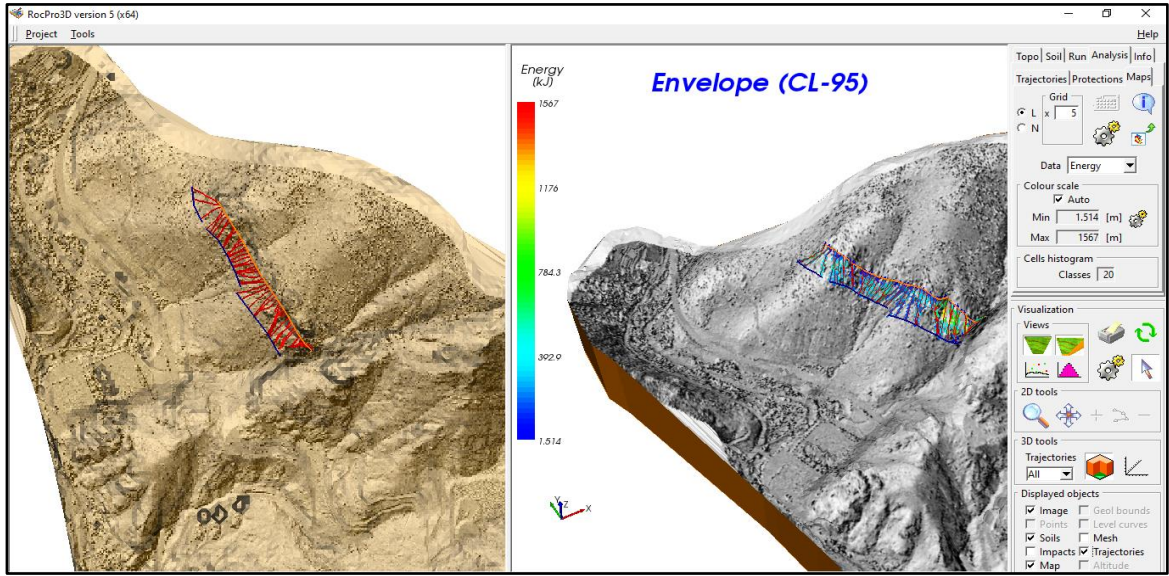 RocPro3D version 5 (x64)
Project Tools Help
Energy
(kJ)
1567
1176
784.3
392.9
1.514
Envelope (CL-95)
Y Z X
Topo Soil Run Analysis Info
Trajectories Protections Maps
Grid
L x 5
N
Data Energy
Colour scale
Auto
Min 1.514 [m]
Max 1567 [m]
Cells histogram
Classes 20
Visualization
Views
2D tools
3D tools
Trajectories
All
Displayed objects
Image Geol bounds
Points Level curves
Soils Mesh
Impacts Trajectories
Map Altitude